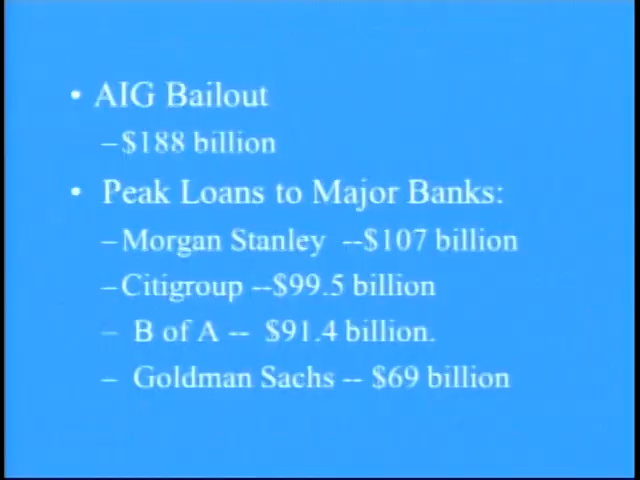 • AIG Bailout
–$188 billion
• Peak Loans to Major Banks:
–Morgan Stanley --$107 billion
–Citigroup --$99.5 billion
– B of A -- $91.4 billion.
– Goldman Sachs -- $69 billion